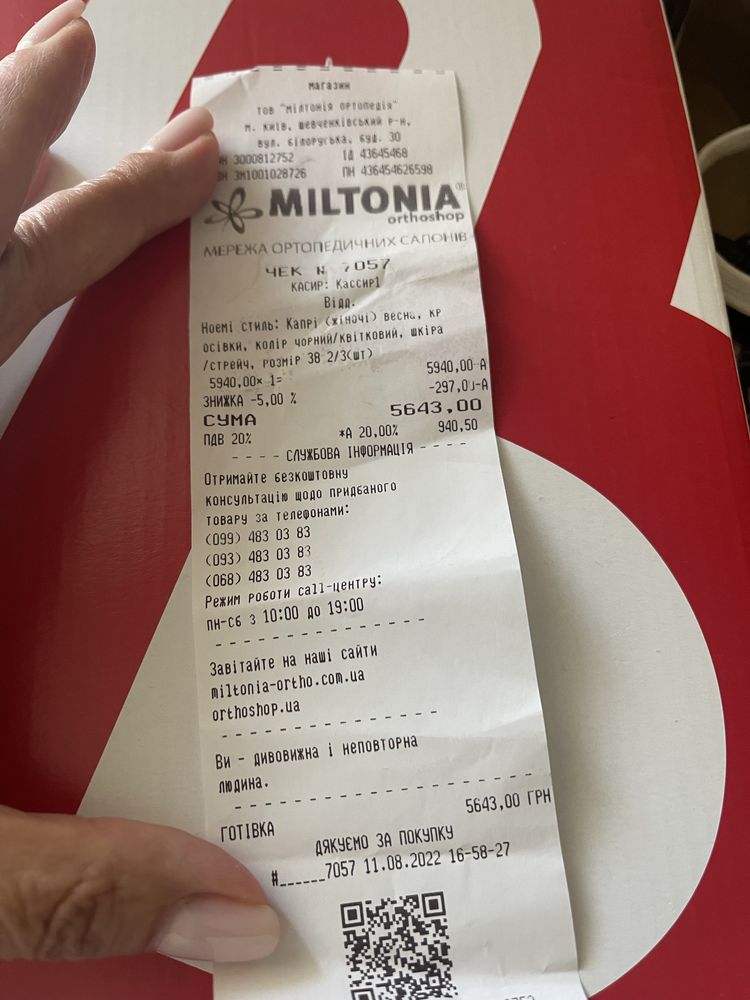 магазин
ТОВ "МІЛТОНІЯ ОРТОПЕДІЯ"
М. КИЇВ, ШЕВЧЕНКІВСЬКИЙ Р-Н,
ВУЛ. БІЛОРУСЬКА, БУД. 30
ЗН 3000812752 ІД 43645468
ФН ЗМ1001028726 ПН 436454626598
MILTONIA®
orthoshop
МЕРЕЖА ОРТОПЕДИЧНИХ САЛОНІВ
ЧЕК N 7057
КАСИР: Кассир1
Відд.
Ноемі стиль: Капрі (жіночі) весна, кр
осівки, колір чорний/квітковий, шкіра
/стрейч, розмір 38 2/3(шт)
5940,00× 1= 5940,00-А
ЗНИЖКА -5,00 % -297,00-А
СУМА 5643,00
ПДВ 20% *А 20,00% 940,50
- - - - СЛУЖБОВА ІНФОРМАЦІЯ - - - -
Отримайте безкоштовну
консультацію щодо придбаного
товару за телефонами:
(099) 483 03 83
(093) 483 03 83
(068) 483 03 83
Режим роботи call-центру:
пн-сб з 10:00 до 19:00
- - - - - - - - - - - - - -
Завітайте на наші сайти
miltonia-ortho.com.ua
orthoshop.ua
- - - - - - - - - - - - - -
Ви - дивовижна і неповторна
людина.
- - - - - - - - - - - - - - - - - - -
ГОТІВКА 5643,00 ГРН
ДЯКУЄМО ЗА ПОКУПКУ
#______7057 11.08.2022 16-58-27